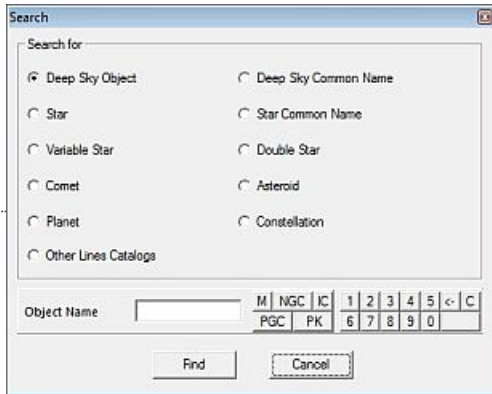 Search
Search for
Deep Sky Object
Deep Sky Common Name
Star
Star Common Name
Variable Star
Double Star
Comet
Asteroid
Planet
Constellation
Other Lines Catalogs
Object Name
M NGC IC 1 2 3 4 5 <- C
PGC PK 6 7 8 9 0
Find Cancel